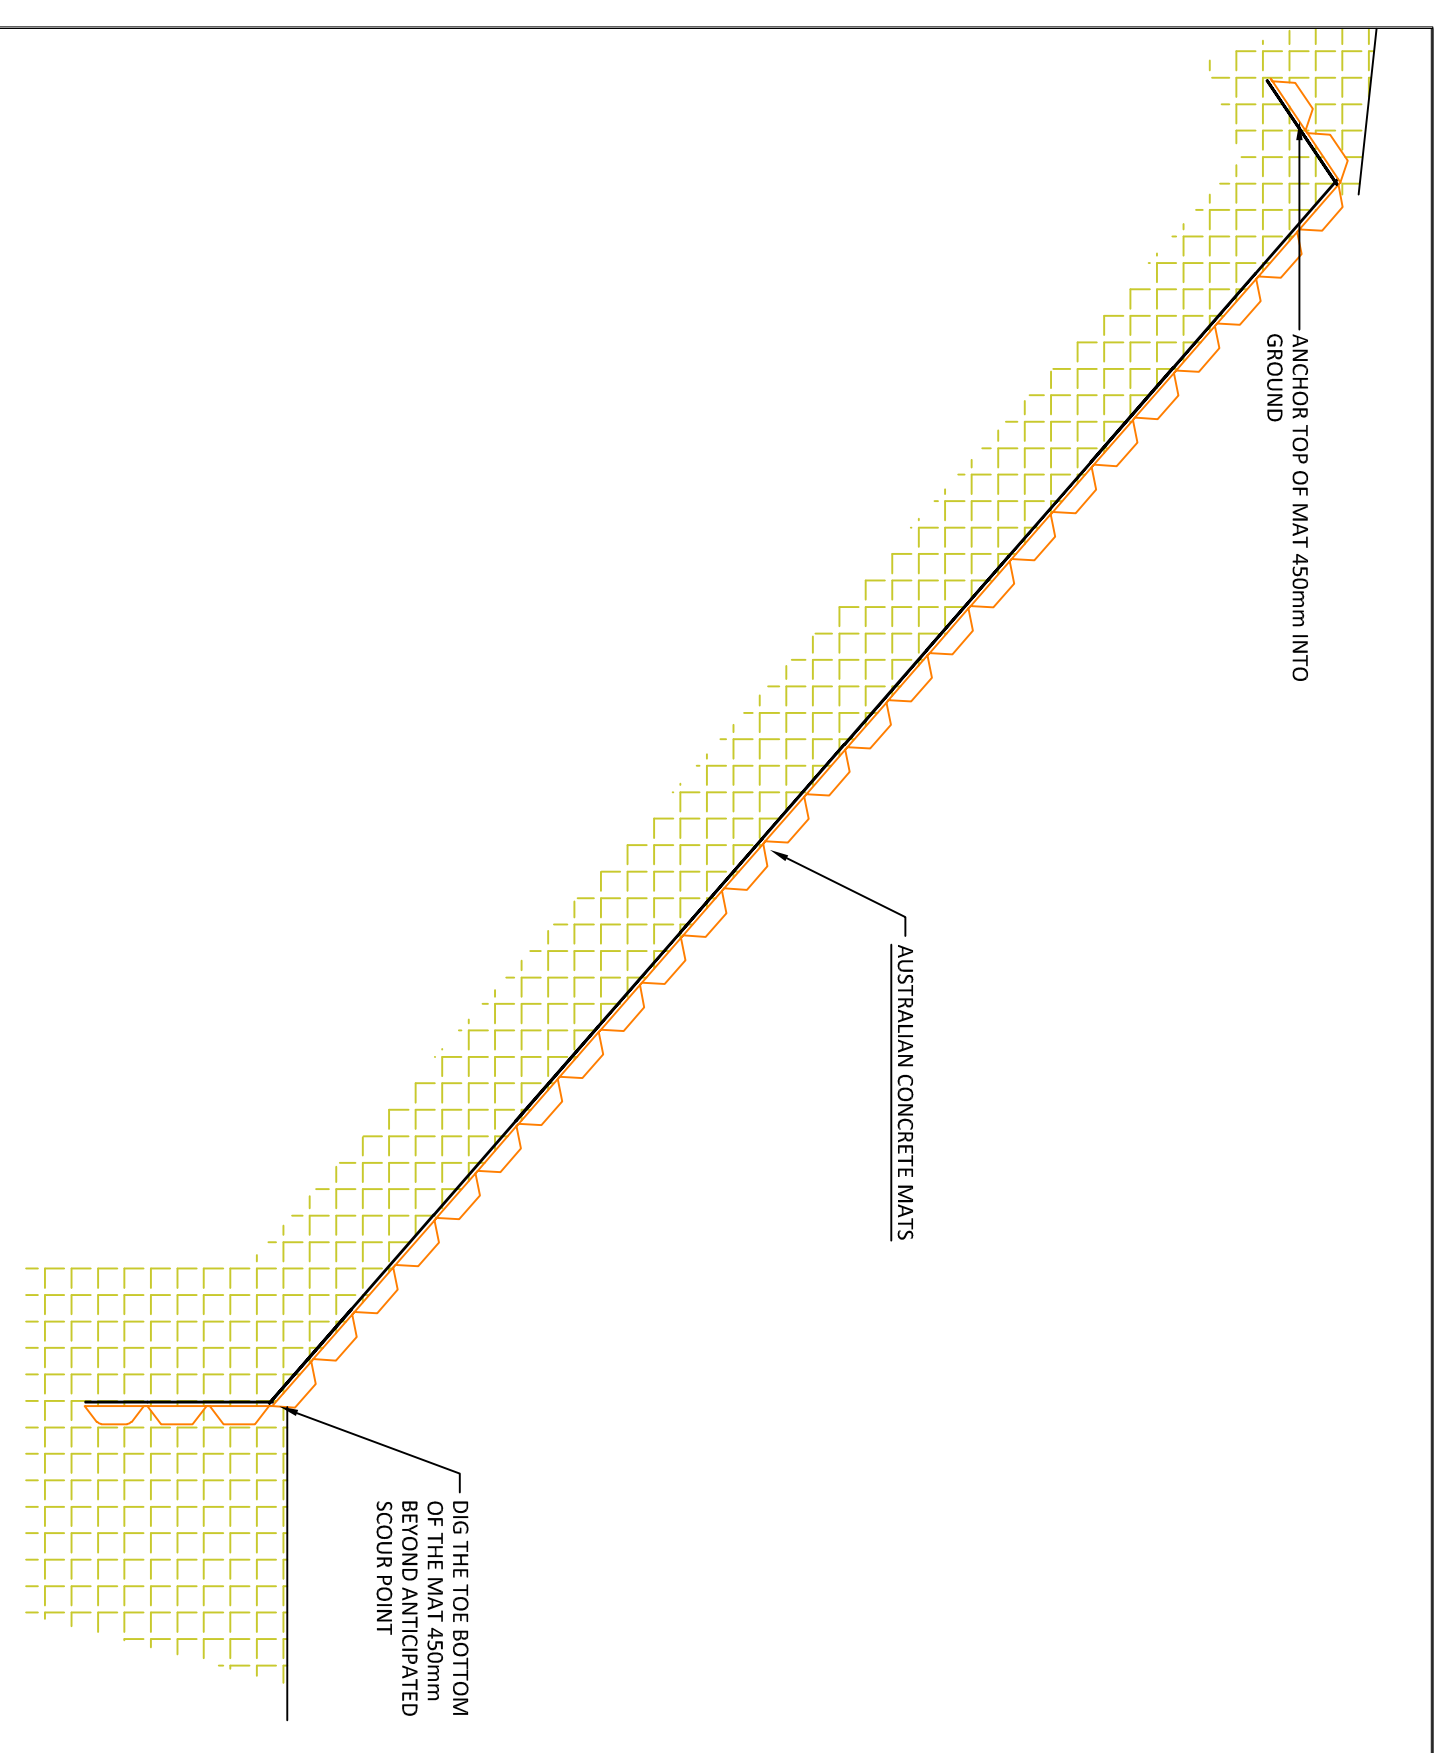 ANCHOR TOP OF MAT 450mm INTO
GROUND
AUSTRALIAN CONCRETE MATS
DIG THE TOE BOTTOM
OF THE MAT 450mm
BEYOND ANTICIPATED
SCOUR POINT